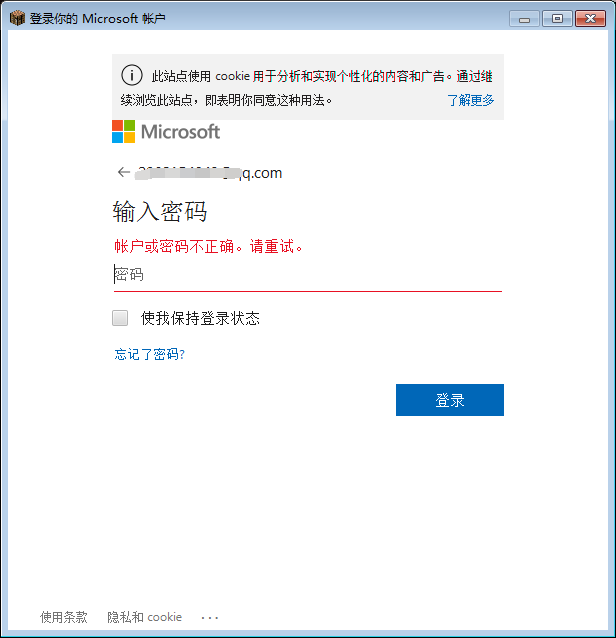 登录你的 Microsoft 帐户
此站点使用 cookie 用于分析和实现个性化的内容和广告。通过继
续浏览此站点，即表明你同意这种用法。 了解更多
Microsoft
q.com
输入密码
帐户或密码不正确。请重试。
密码
使我保持登录状态
忘记了密码?
登录
使用条款 隐私和 cookie ...